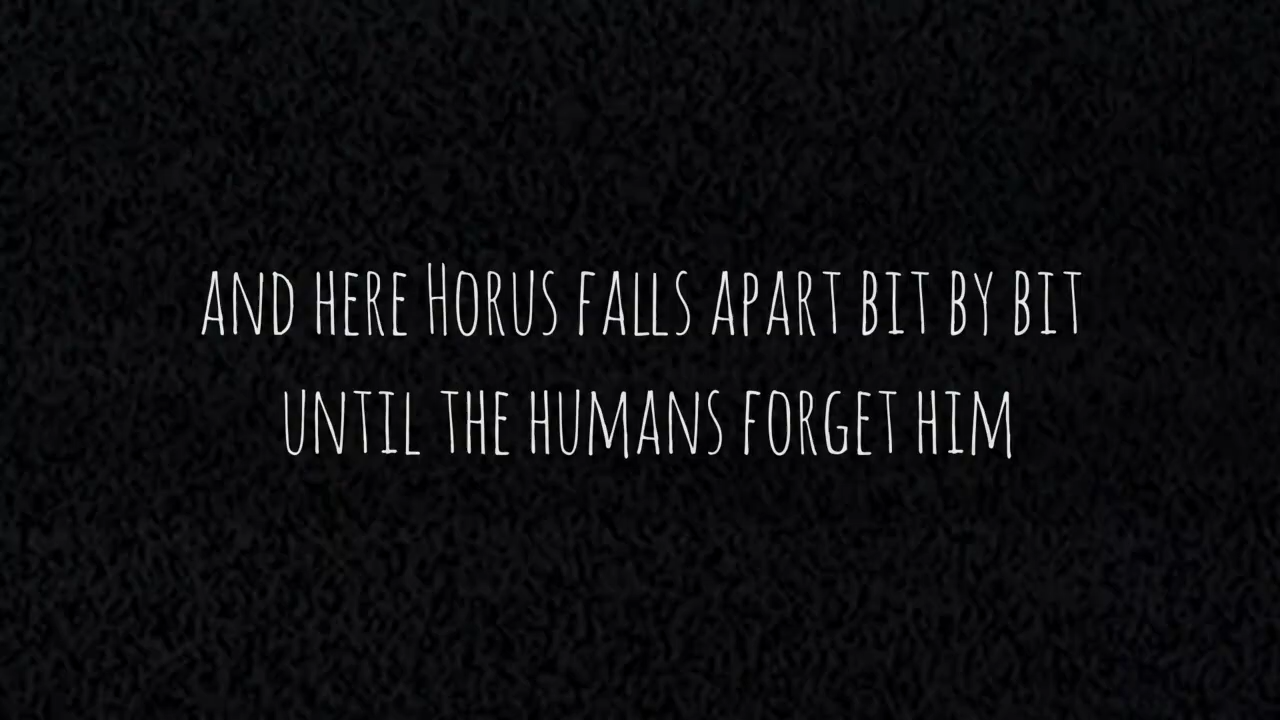 and here Horus falls apart bit by bit
until the humans forget him